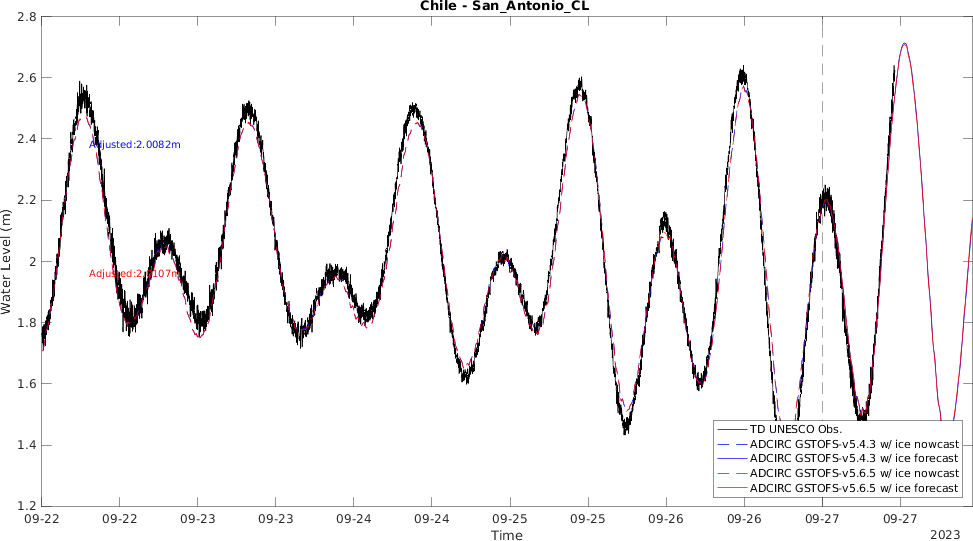 Chile - San_Antonio_CL
2.8
2.6
2.4
2.2
2
1.8
1.6
1.4
1.2
Water Level (m)
Adjusted:2.0082m
Adjusted:2.0107m
TD UNESCO Obs.
ADCIRC GSTOFS-v5.4.3 w/ ice nowcast
ADCIRC GSTOFS-v5.4.3 w/ ice forecast
ADCIRC GSTOFS-v5.6.5 w/ ice nowcast
ADCIRC GSTOFS-v5.6.5 w/ ice forecast
09-22 09-22 09-23 09-23 09-24 09-24 09-25 09-25 09-26 09-26 09-27 09-27
Time
2023